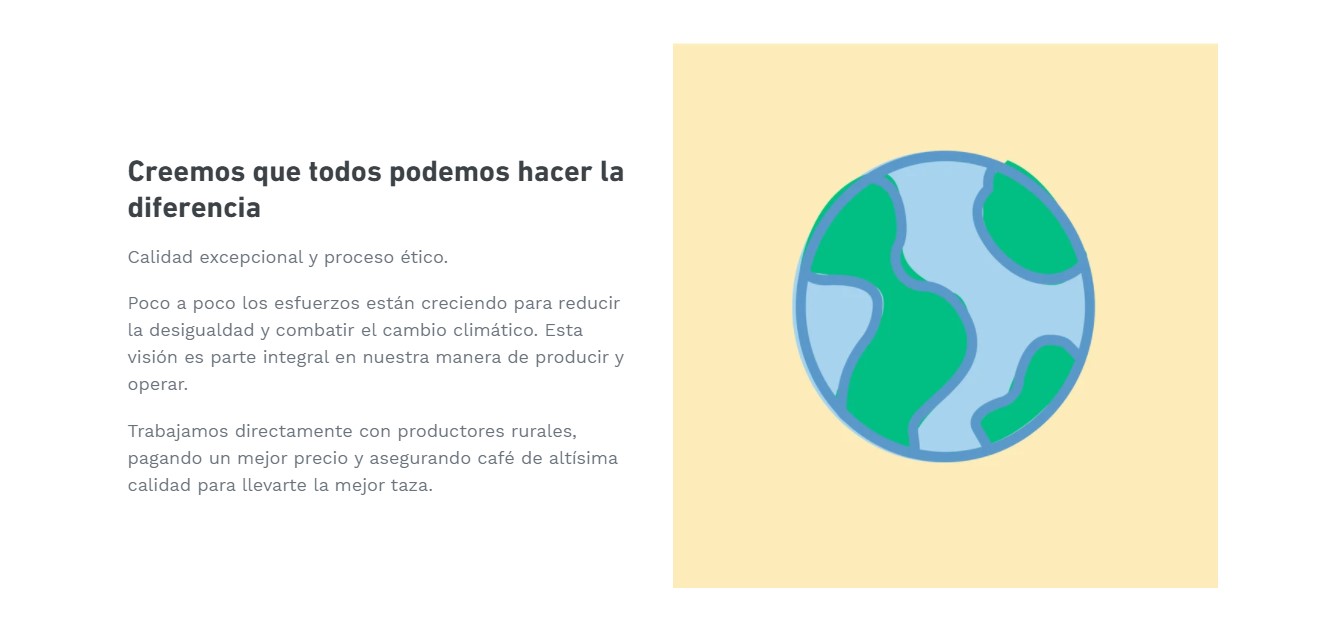 Creemos que todos podemos hacer la
diferencia
Calidad excepcional y proceso ético.
Poco a poco los esfuerzos están creciendo para reducir
la desigualdad y combatir el cambio climático. Esta
visión es parte integral en nuestra manera de producir y
operar.
Trabajamos directamente con productores rurales,
pagando un mejor precio y asegurando café de altísima
calidad para llevarte la mejor taza.